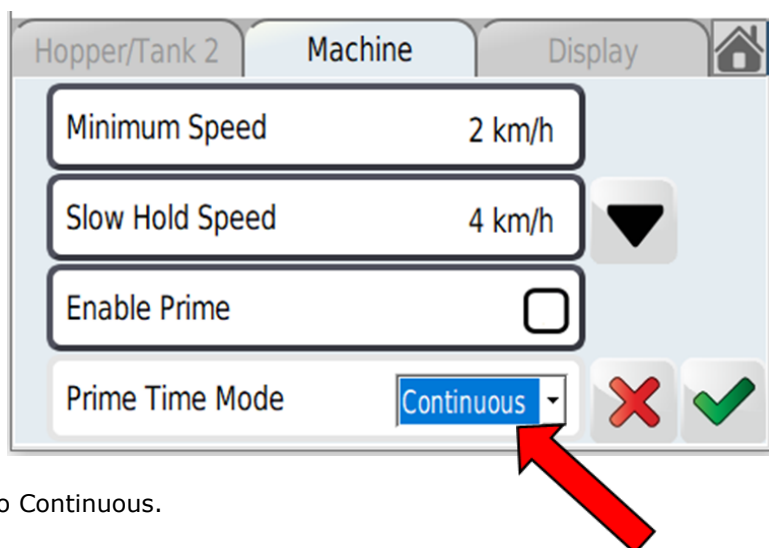 Hopper/Tank 2 Machine Display
Minimum Speed 2 km/h
Slow Hold Speed 4 km/h
Enable Prime
Prime Time Mode Continuous
o Continuous.